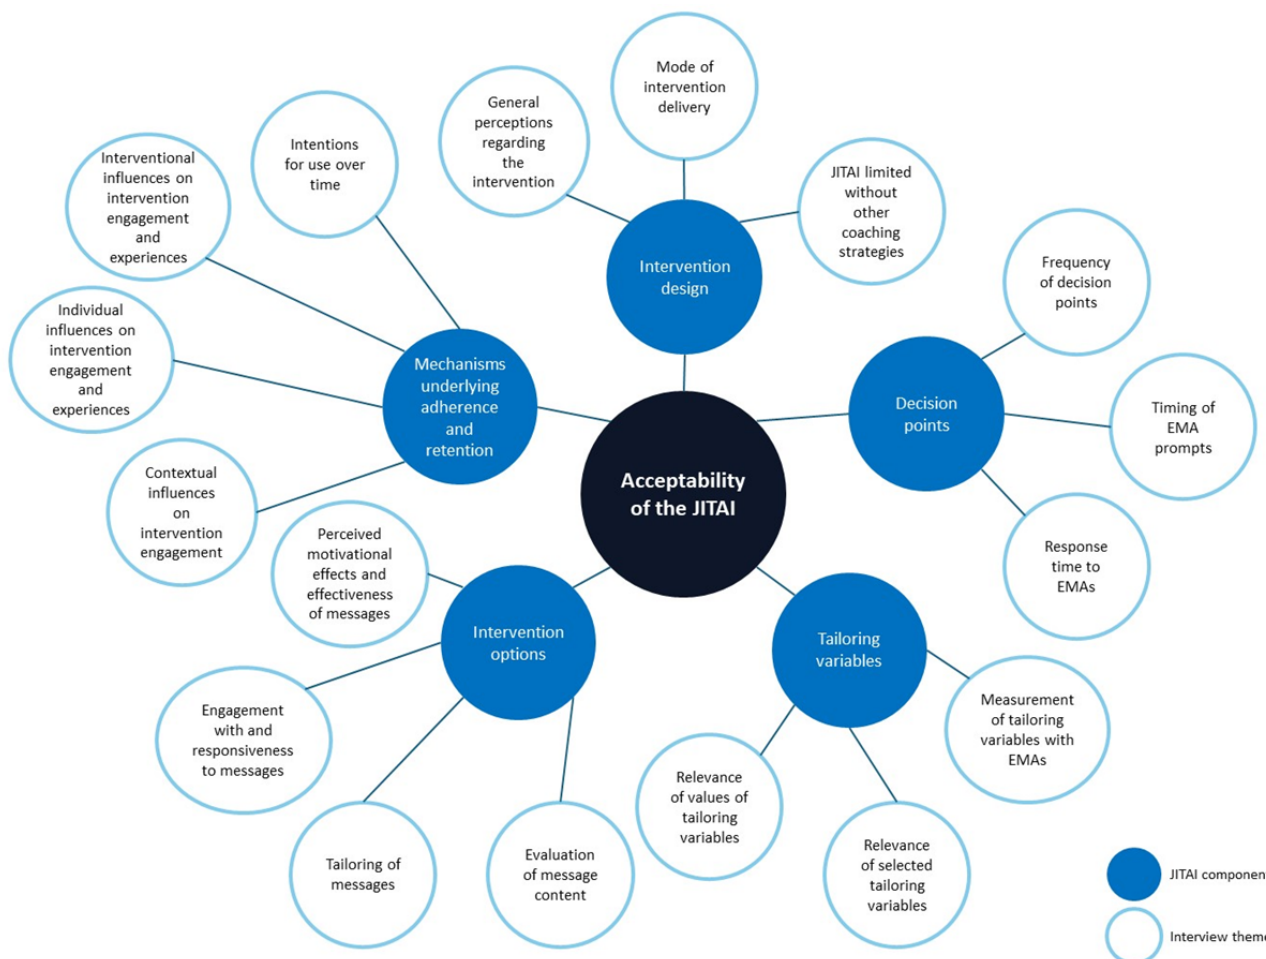 Mode of
intervention
delivery
General
perceptions
regarding
the
intervention
Intentions
for use over
time
Interventional
influences on
intervention
engagement
and
experiences
JITAI limited
without
other
coaching
strategies
Intervention
design
Frequency
of decision
points
Individual
influences on
intervention
engagement
and
experiences
Mechanisms
underlying
adherence
and
retention
Decision
points
Timing of
EMA
prompts
Acceptability
of the JITAI
Contextual
influences
on
intervention
engagement
Perceived
motivational
effects and
effectiveness
of messages
Response
time to
EMAs
Intervention
options
Tailoring
variables
Engagement
with and
responsiveness
to messages
Measurement
of tailoring
variables with
EMAs
Relevance
of values of
tailoring
variables
Tailoring of
messages
Evaluation
of message
content
Relevance
of selected
tailoring
variables
JITAI component
Interview theme